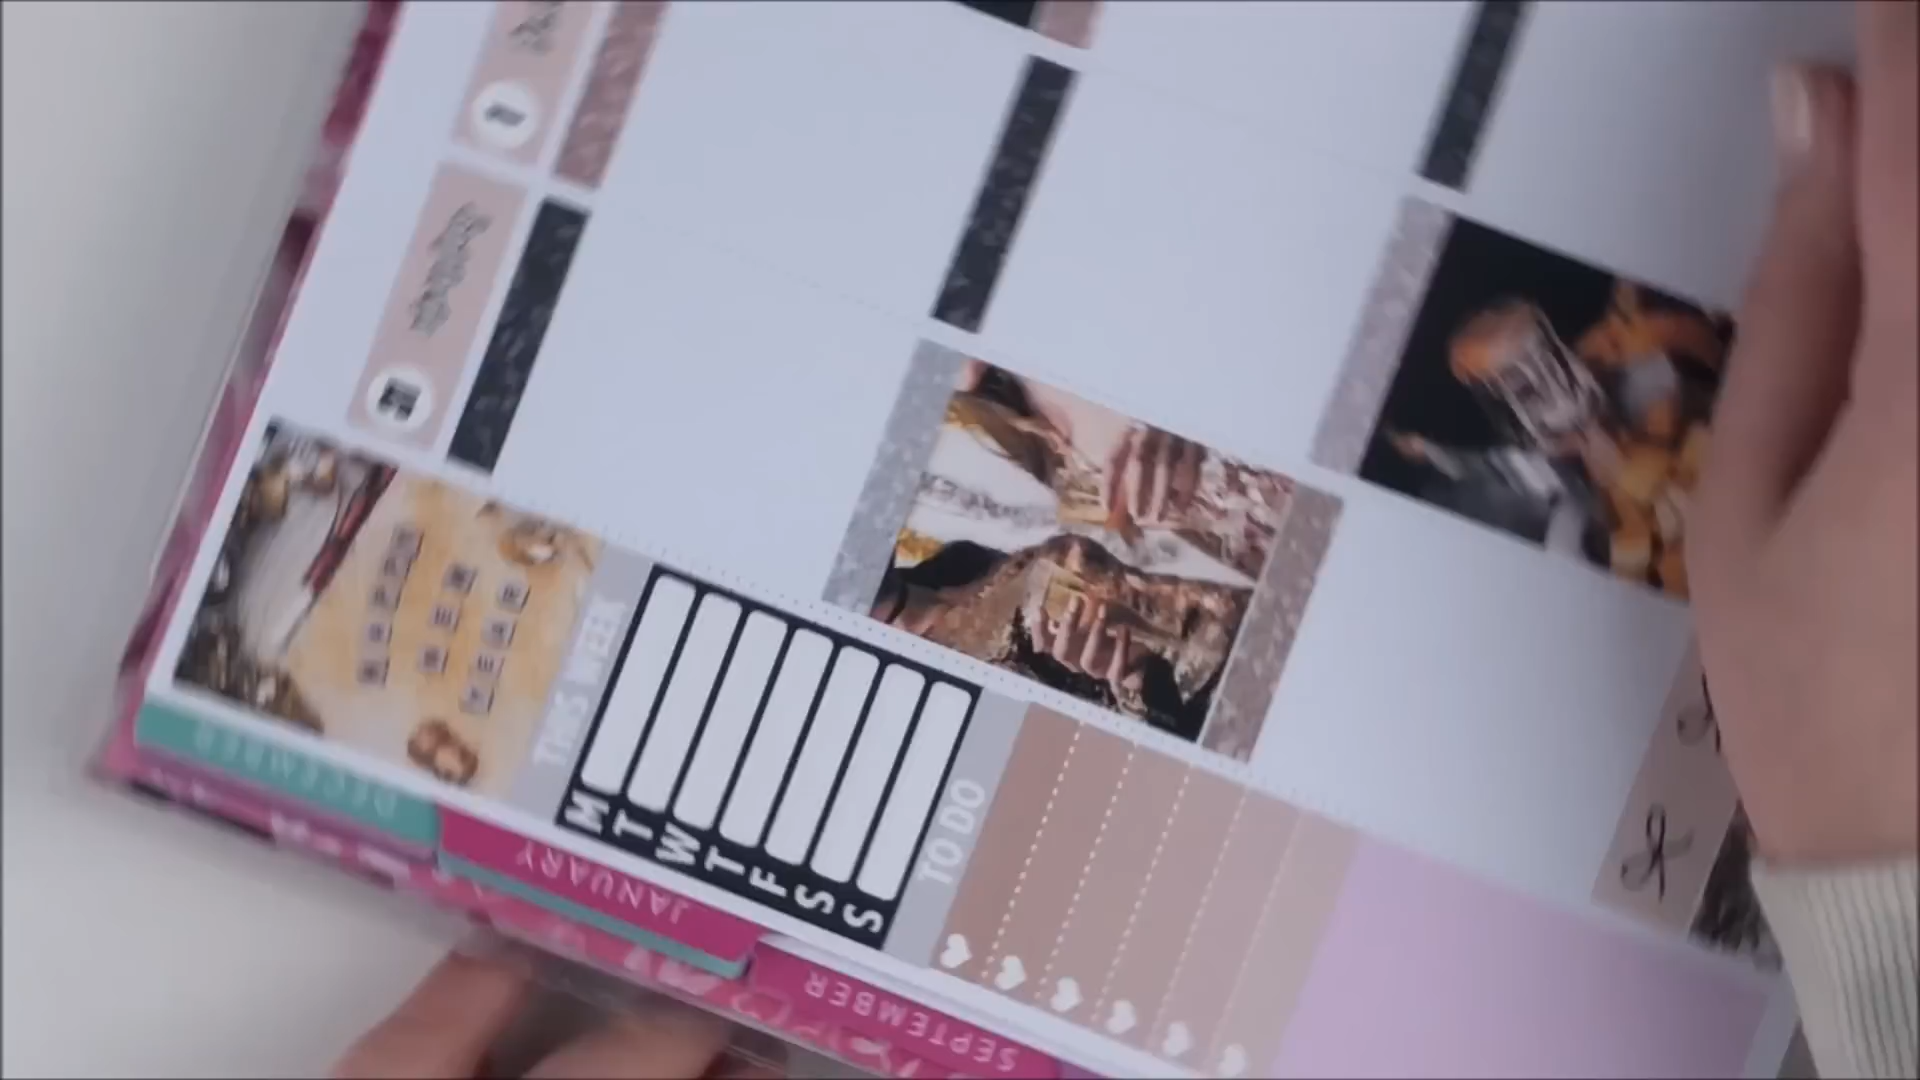 HAPPY
NEW
YEAR
THIS WEEK
M
T
W
T
F
S
S
TO DO
DECEMBER
JANUARY
SEPTEMBER